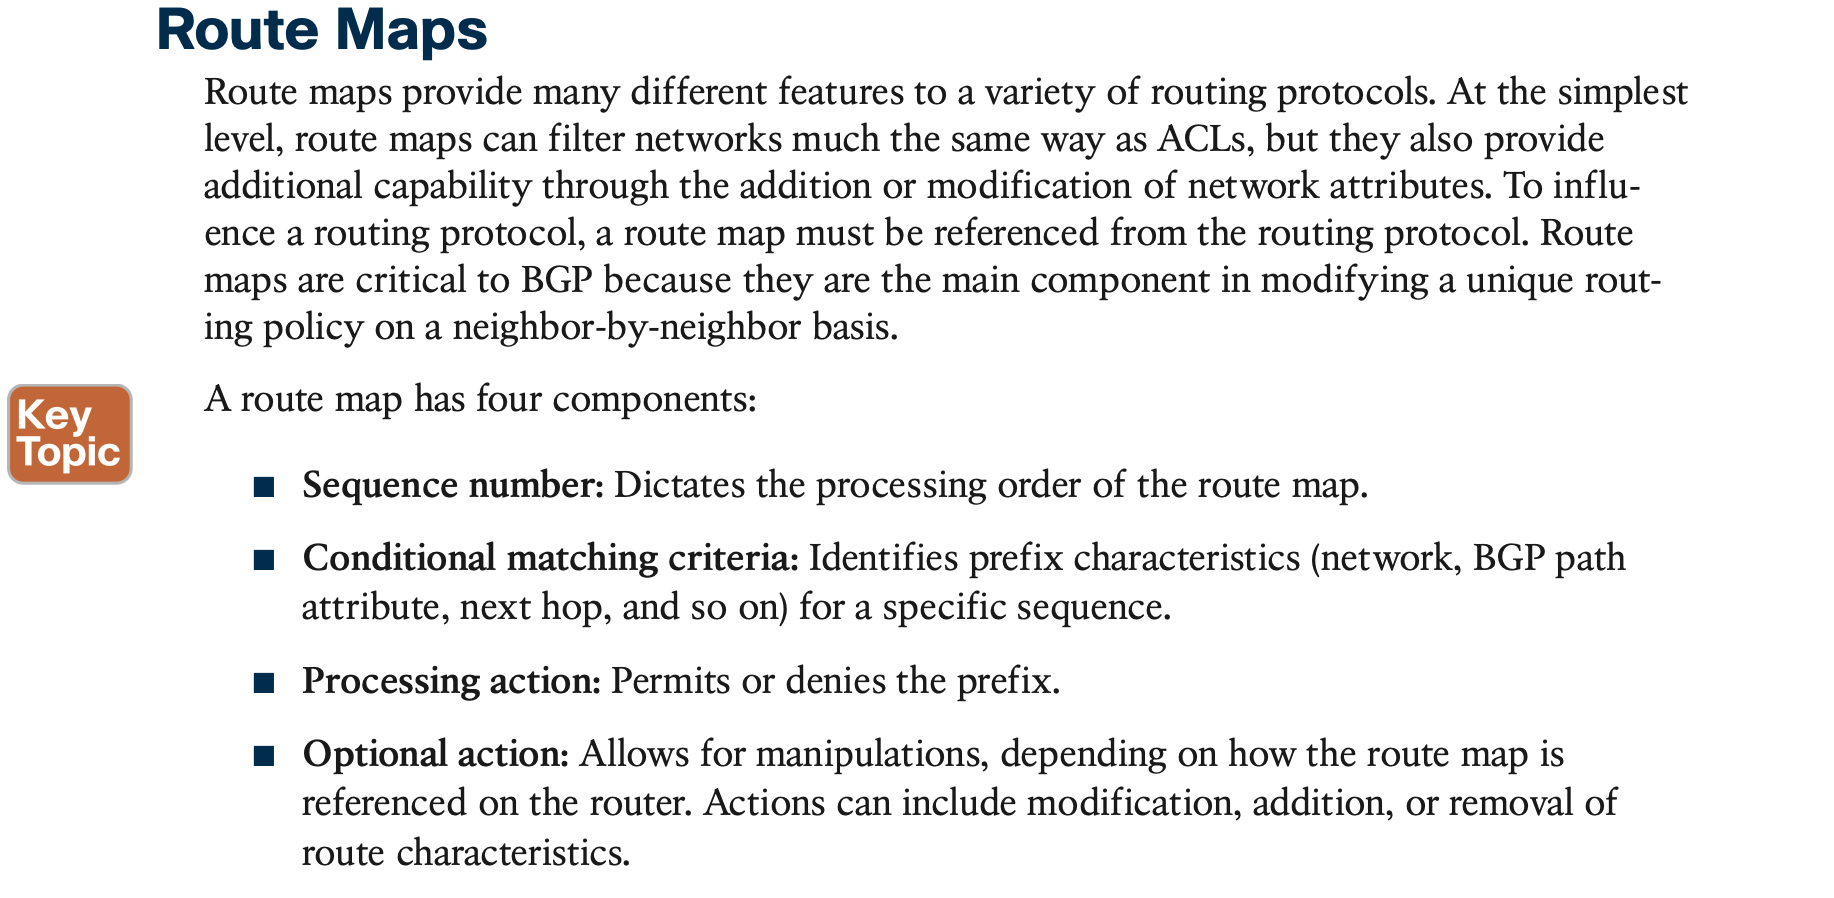 Route Maps
Route maps provide many different features to a variety of routing protocols. At the simplest
level, route maps can filter networks much the same way as ACLs, but they also provide
additional capability through the addition or modification of network attributes. To influ-
ence a routing protocol, a route map must be referenced from the routing protocol. Route
maps are critical to BGP because they are the main component in modifying a unique rout-
ing policy on a neighbor-by-neighbor basis.
Key
Topic
A route map has four components:
■ Sequence number: Dictates the processing order of the route map.
■ Conditional matching criteria: Identifies prefix characteristics (network, BGP path
attribute, next hop, and so on) for a specific sequence.
■ Processing action: Permits or denies the prefix.
■ Optional action: Allows for manipulations, depending on how the route map is
referenced on the router. Actions can include modification, addition, or removal of
route characteristics.